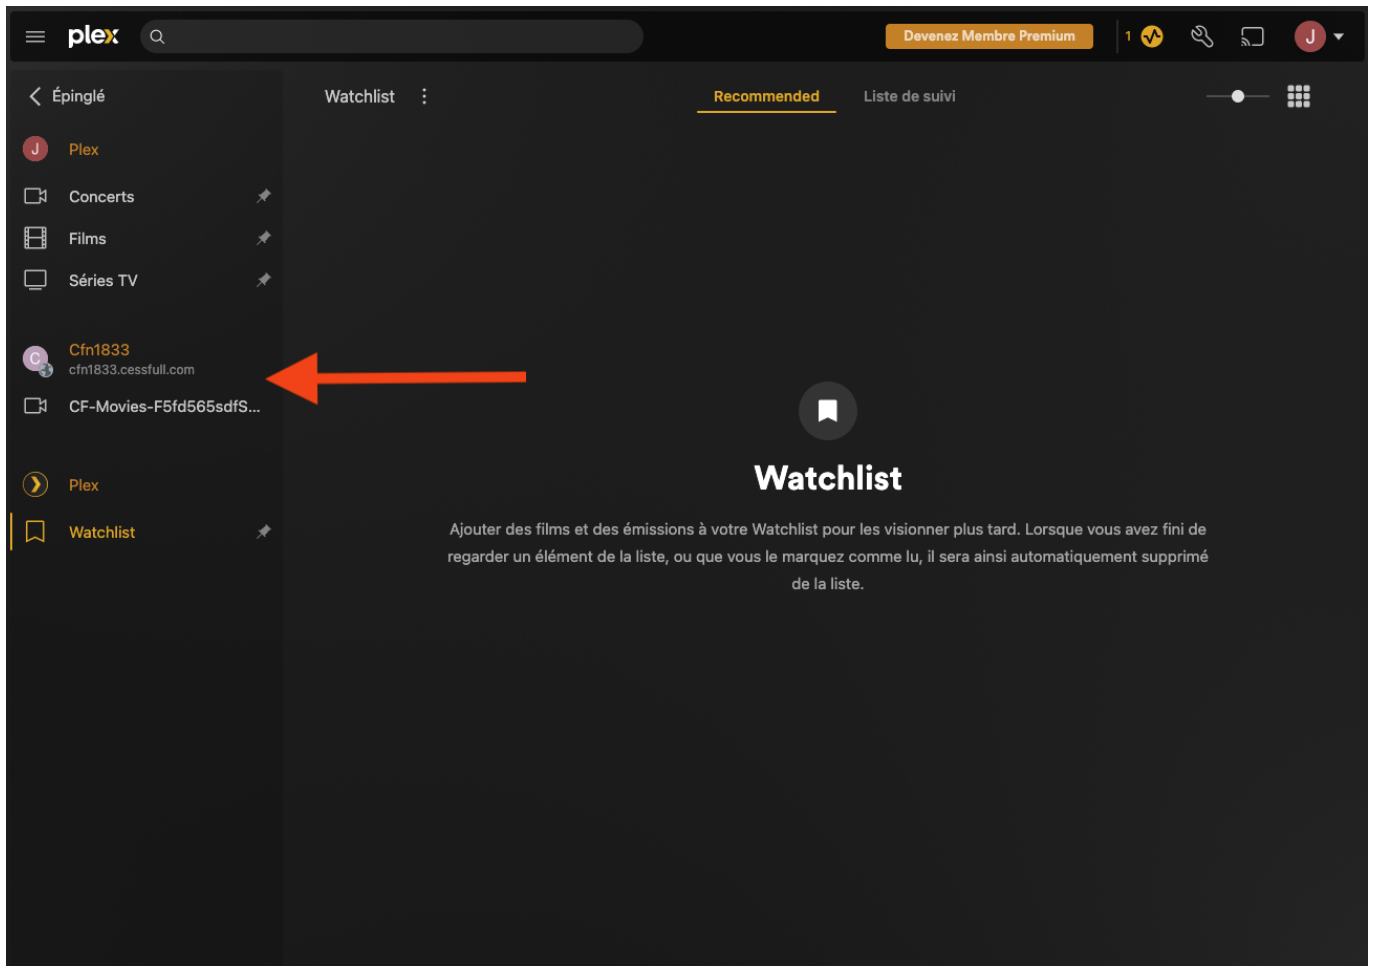 plex
Devenez Membre Premium
1
J
Épinglé
Watchlist
Recommended
Liste de suivi
J
Plex
Concerts
Films
Séries TV
C
Cfn1833
cfn1833.cessfull.com
CF-Movies-F5fd565sdfS...
Plex
Watchlist
Watchlist
Ajouter des films et des émissions à votre Watchlist pour les visionner plus tard. Lorsque vous avez fini de
regarder un élément de la liste, ou que vous le marquez comme lu, il sera ainsi automatiquement supprimé
de la liste.